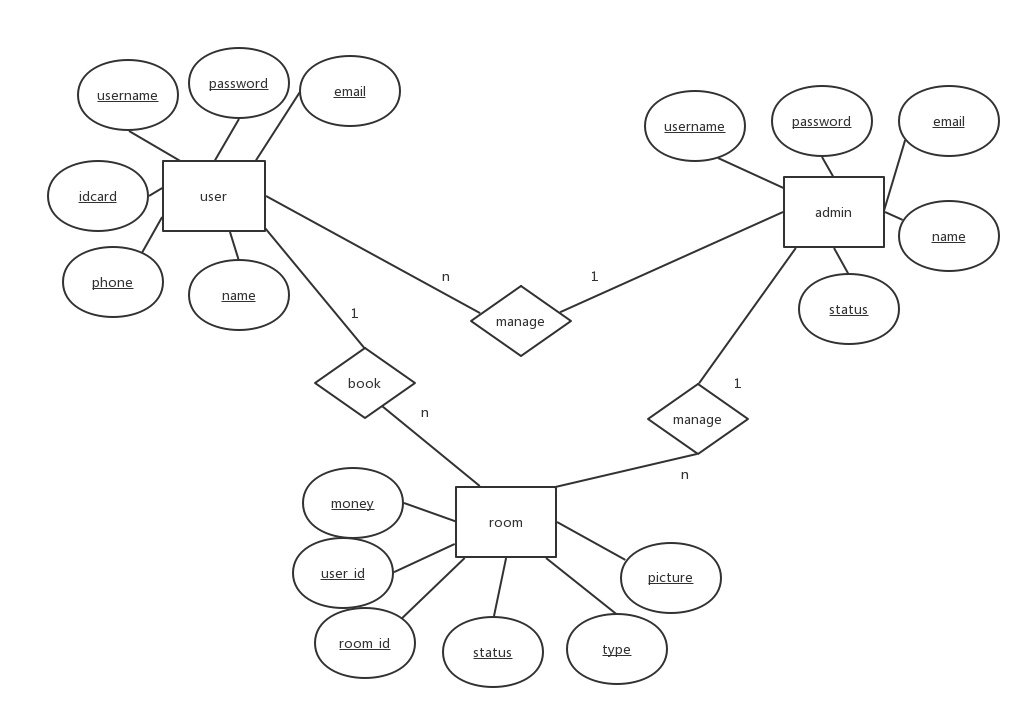 username
password
email
idcard
user
phone
name
username
password
email
admin
name
status
n
1
manage
1
book
n
1
manage
n
money
room
user_id
picture
room_id
status
type